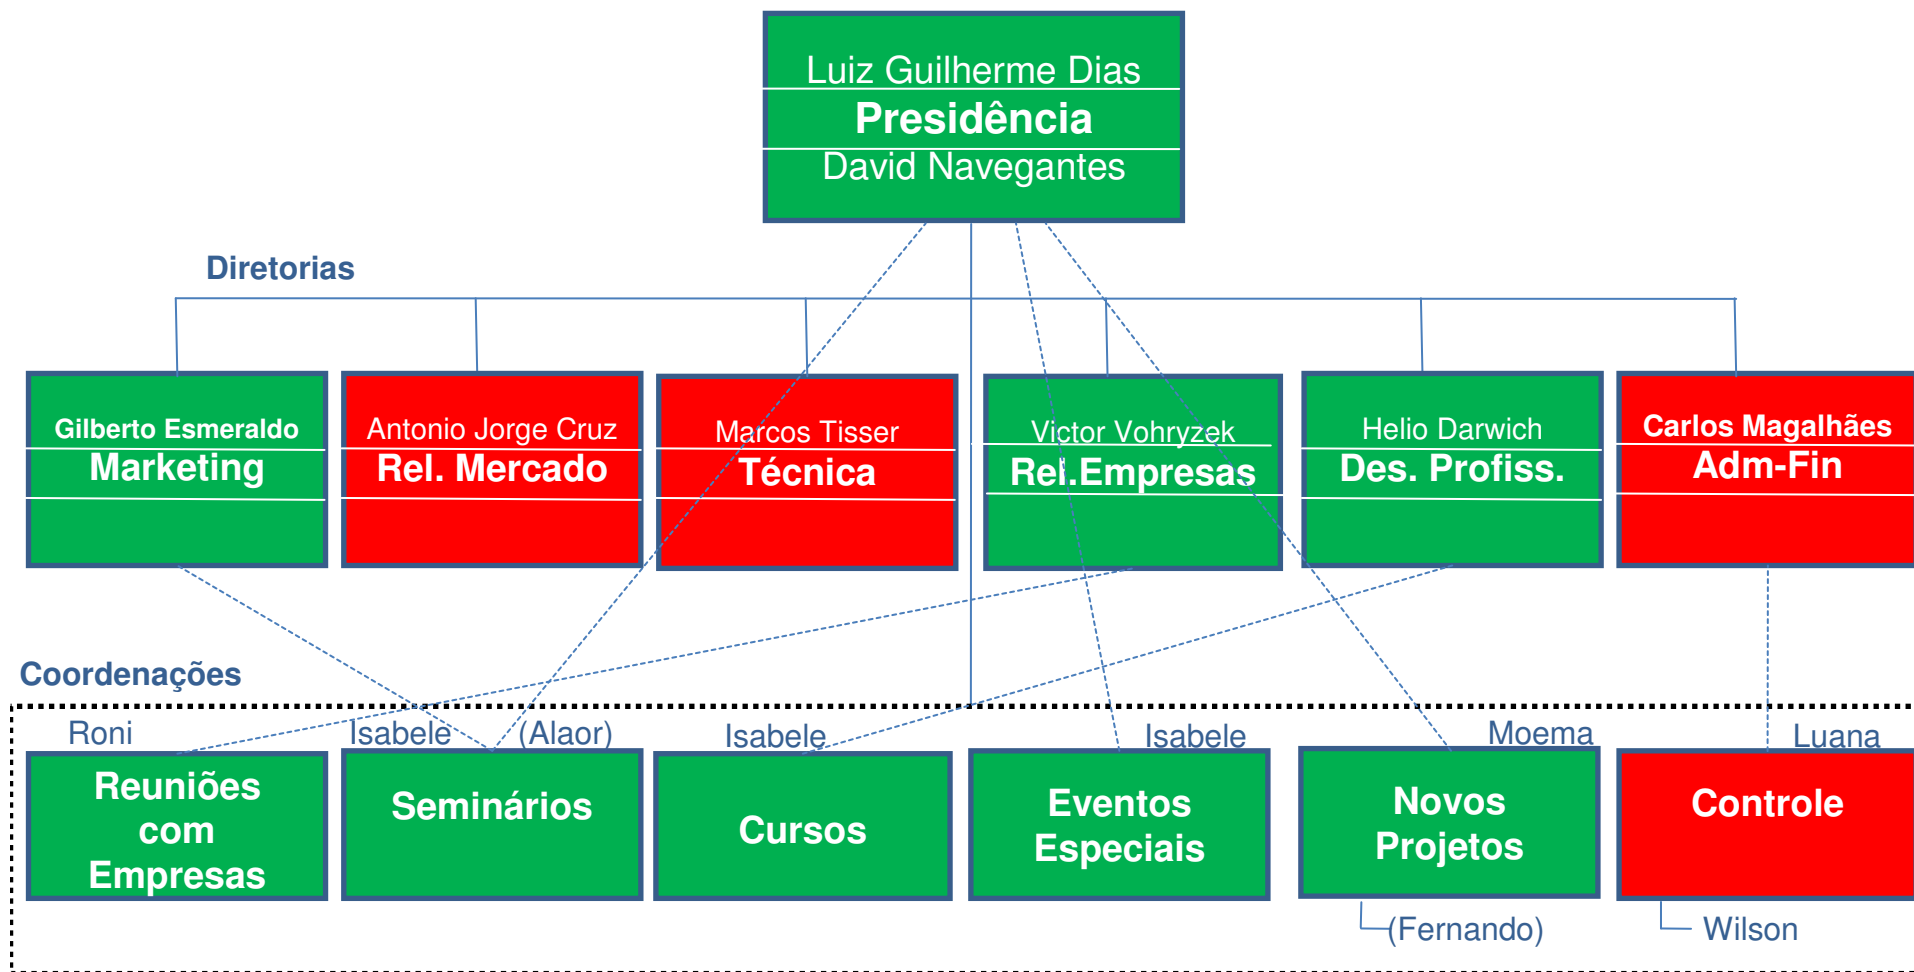 Luiz Guilherme Dias
Presidência
David Navegantes
Diretorias
Gilberto Esmeraldo
Marketing
Antonio Jorge Cruz
Rel. Mercado
Marcos Tisser
Técnica
Victor Vohryzek
Rel.Empresas
Helio Darwich
Des. Profiss.
Carlos Magalhães
Adm-Fin
Coordenações
Roni
Reuniões
com
Empresas
Isabele (Alaor)
Seminários
Isabele
Cursos
Isabele
Eventos
Especiais
Moema
Novos
Projetos
(Fernando)
Luana
Controle
Wilson